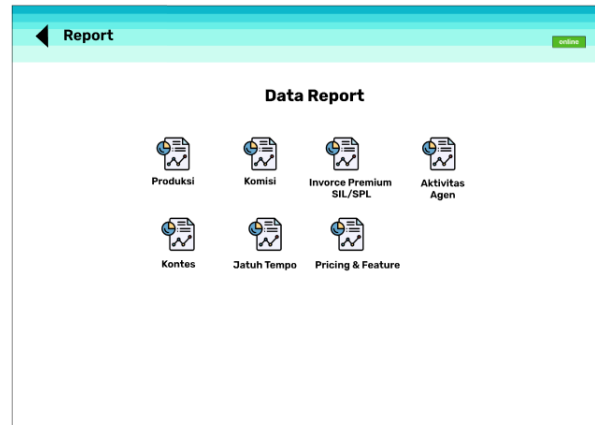 Report
online
Data Report
Produksi
Komisi
Invorce Premium
SIL/SPL
Aktivitas
Agen
Kontes
Jatuh Tempo
Pricing & Feature